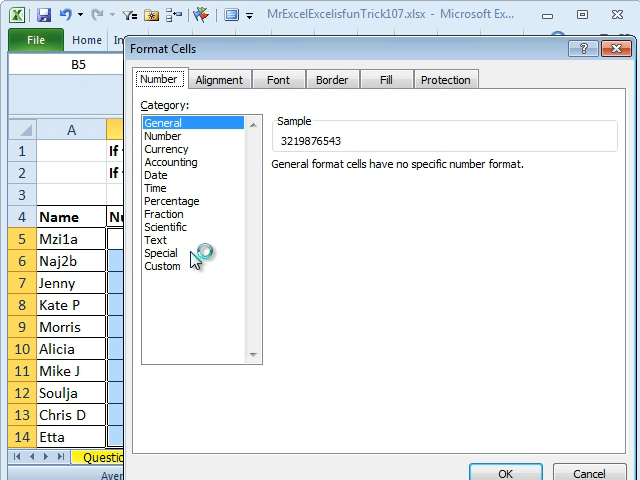 MrExcelExcelisfunTrick107.xlsx - Microsoft Ex...
File Home In
B5
A
1 If
2 If
3
4 Name Nu
5 Mzi1a
6 Naj2b
7 Jenny
8 Kate P
9 Morris
10 Alicia
11 Mike J
12 Soulja
13 Chris D
14 Etta
Questio
Aver
Format Cells
Number Alignment Font Border Fill Protection
Category:
General
Number
Currency
Accounting
Date
Time
Percentage
Fraction
Scientific
Text
Special
Custom
Sample
3219876543
General format cells have no specific number format.
OK Cancel